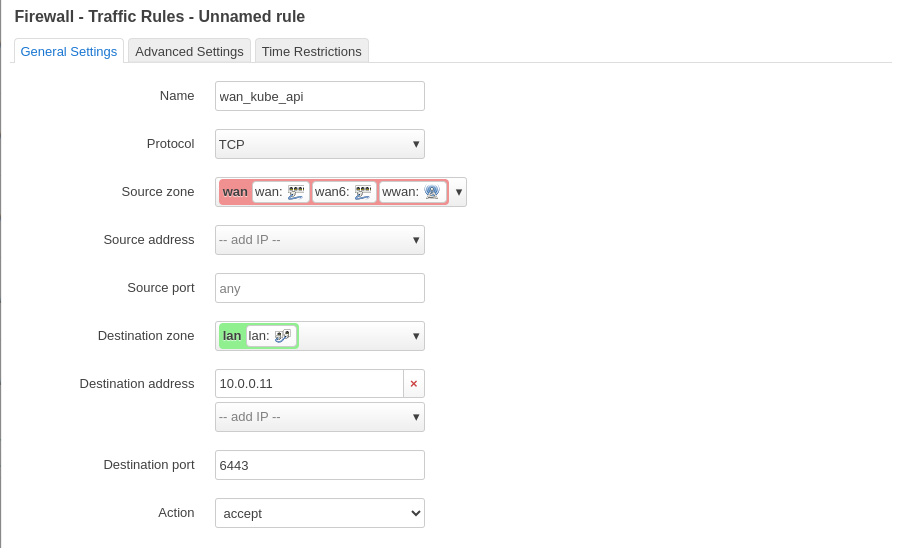 Firewall - Traffic Rules - Unnamed rule
General Settings Advanced Settings Time Restrictions
Name wan_kube_api
Protocol TCP
Source zone wan wan: wan6: wwan:
Source address -- add IP --
Source port any
Destination zone lan lan:
Destination address 10.0.0.11 ×
-- add IP --
Destination port 6443
Action accept